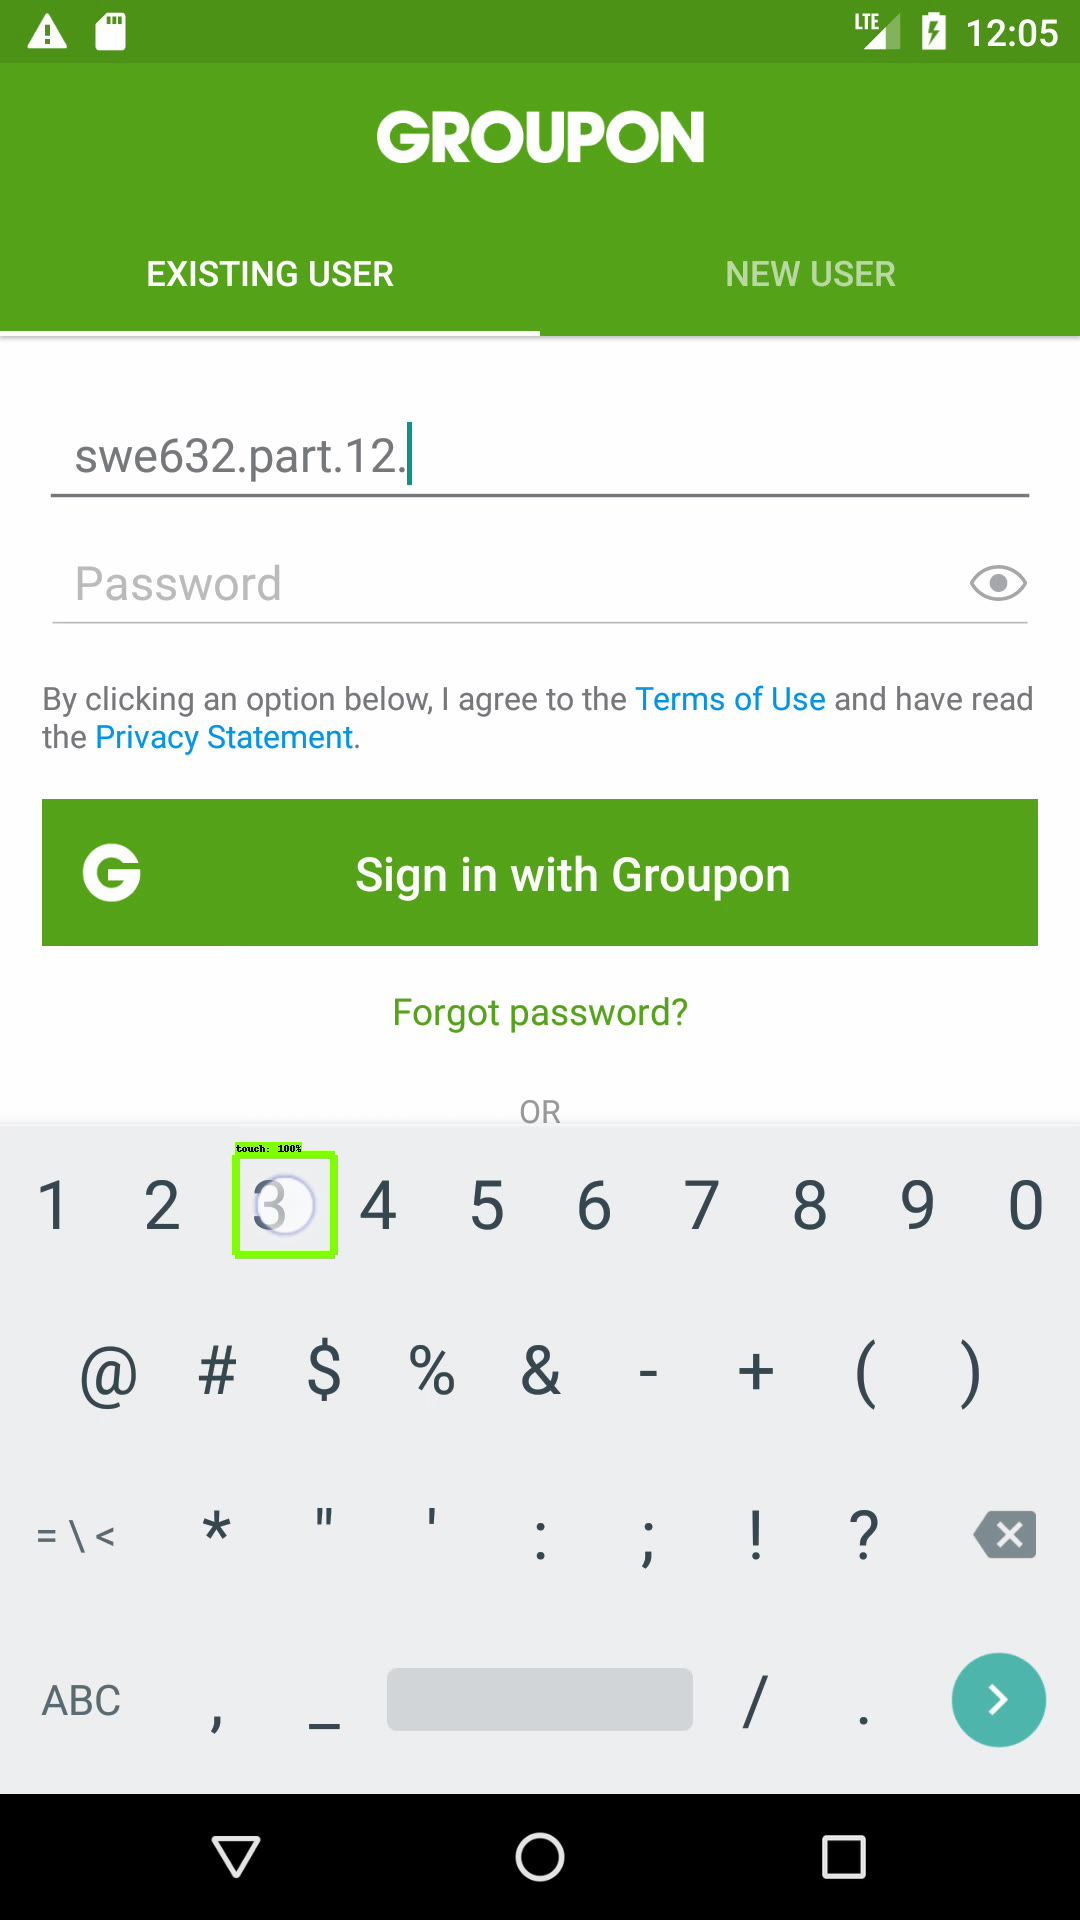 LTE 12:05
GROUPON
EXISTING USER NEW USER
swe632.part.12.
Password
By clicking an option below, I agree to the Terms of Use and have read
the Privacy Statement.
G Sign in with Groupon
Forgot password?
OR
touch: 100%
1 2 3 4 5 6 7 8 9 0
@ # $ % & - + ( )
= \ < * " ' : ; ! ?
ABC , _ / .